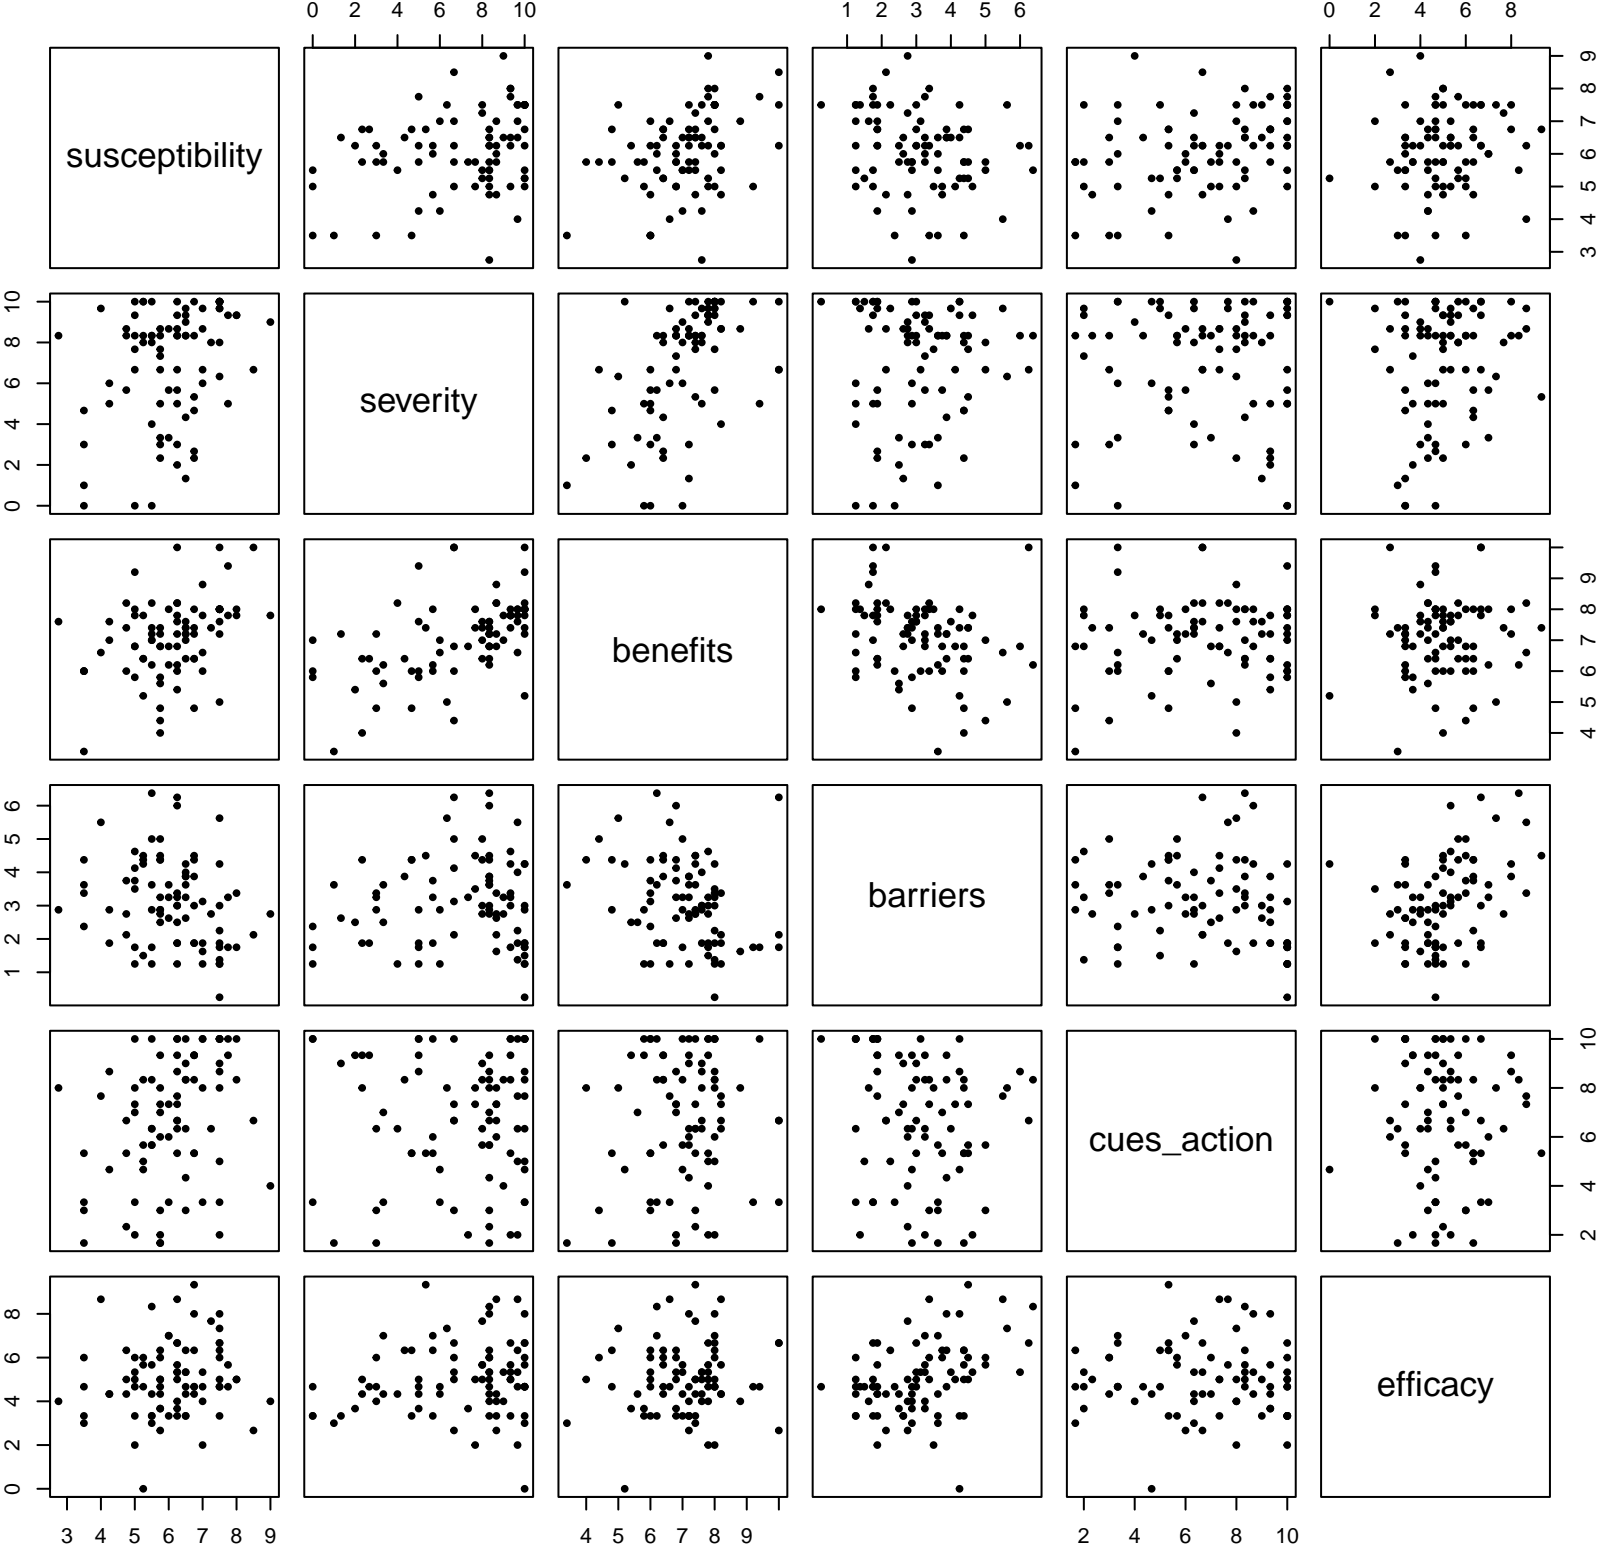 0 2 4 6 8 10 1 2 3 4 5 6 0 2 4 6 8
susceptibility 3 4 5 6 7 8 9
0 2 4 6 8 10 severity
benefits 4 5 6 7 8 9
1 2 3 4 5 6 barriers
cues_action 2 4 6 8 10
0 2 4 6 8 efficacy
3 4 5 6 7 8 9 4 5 6 7 8 9 2 4 6 8 10